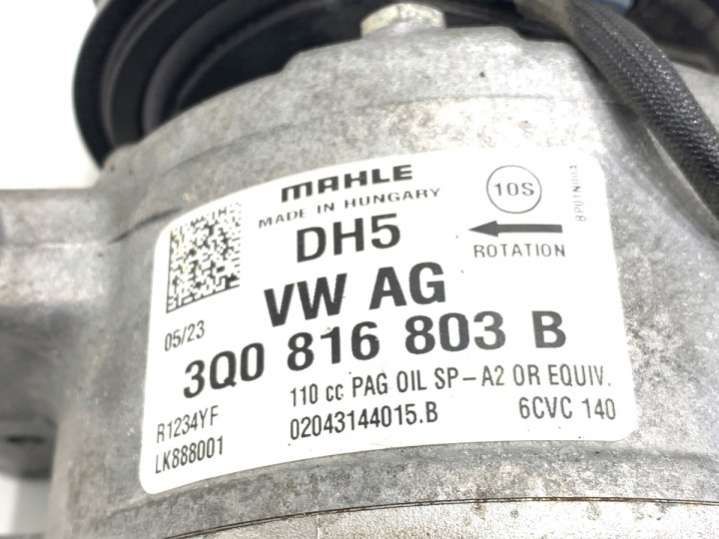 MAHLE
MADE IN HUNGARY
10S
DH5
ROTATION
VW AG
05/23
3Q0 816 803 B
110 cc PAG OIL SP-A2 OR EQUIV.
R1234YF
02043144015.B
6CVC 140
LK888001